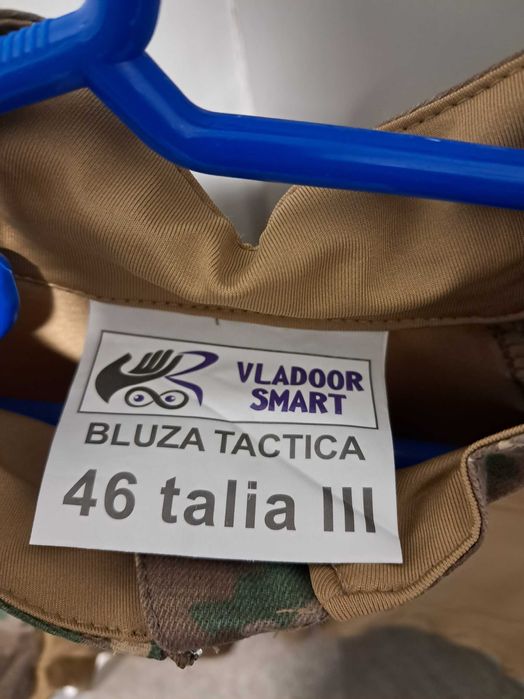 VLADOOR
SMART
BLUZA TACTICA
46 talia III